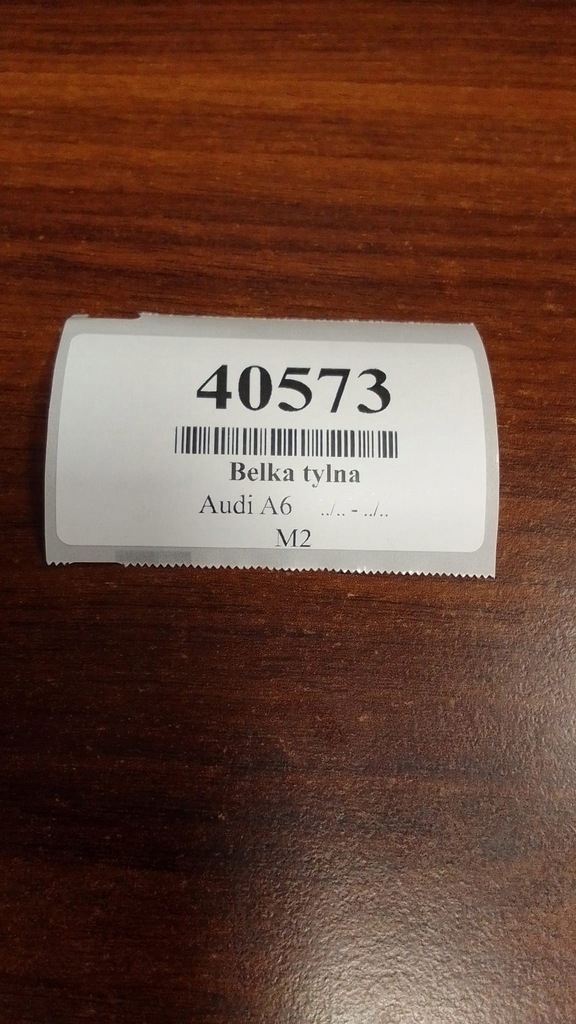 40573
Belka tylna
Audi A6 ../.. - ../..
M2